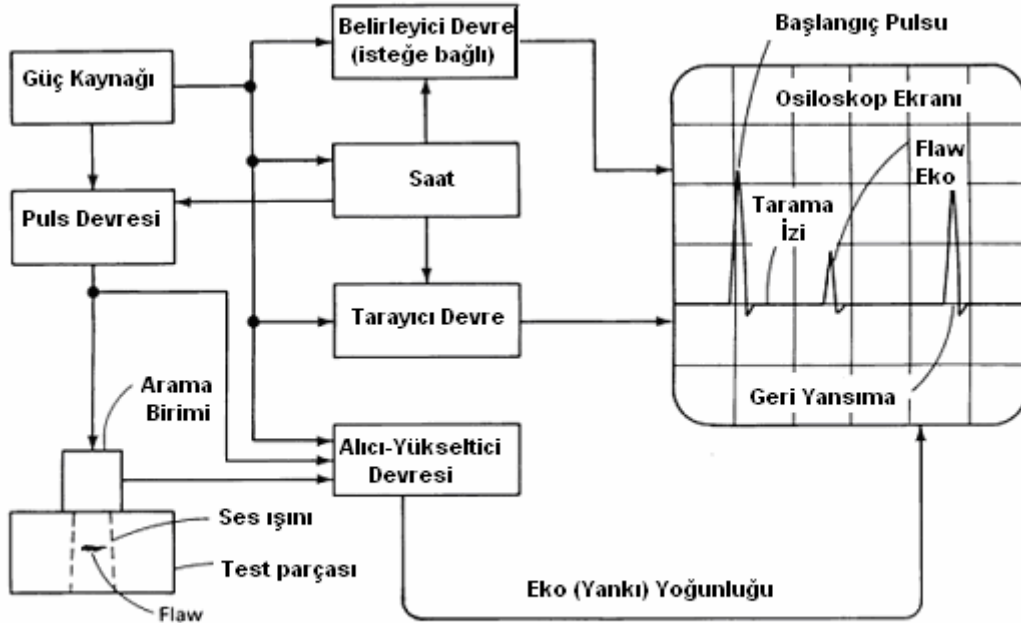 Güç Kaynağı
Belirleyici Devre
(isteğe bağlı)
Başlangıç Pulsu
Osiloskop Ekranı
Puls Devresi
Saat
Flaw
Eko
Tarama
İzi
Tarayıcı Devre
Geri Yansıma
Arama
Birimi
Alıcı-Yükseltici
Devresi
Ses ışını
Test parçası
Flaw
Eko (Yankı) Yoğunluğu